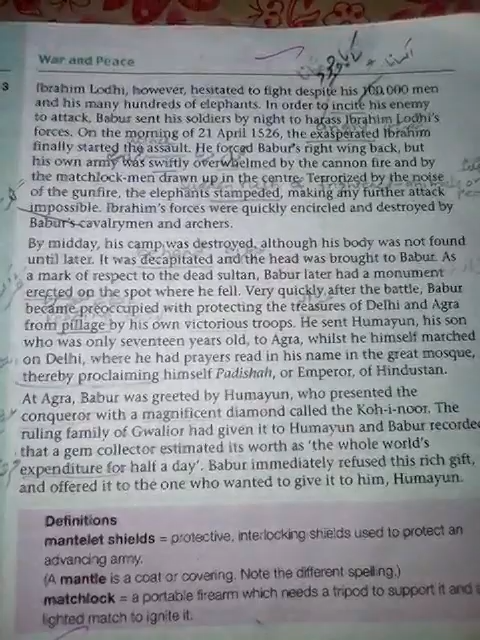 War and Peace
3
Ibrahim Lodhi, however, hesitated to fight despite his 100,000 men
and his many hundreds of elephants. In order to incite his enemy
to attack, Babur sent his soldiers by night to harass Ibrahim Lodhi's
forces. On the morning of 21 April 1526, the exasperated Ibrahim
finally started the assault. He forced Babur's right wing back, but
his own army was swiftly overwhelmed by the cannon fire and by
the matchlock-men drawn up in the centre. Terrorized by the noise
of the gunfire, the elephants stampeded, making any further attack
impossible. Ibrahim's forces were quickly encircled and destroyed by
Babur's cavalrymen and archers.
By midday, his camp was destroyed, although his body was not found
until later. It was decapitated and the head was brought to Babur. As
a mark of respect to the dead sultan, Babur later had a monument
erected on the spot where he fell. Very quickly after the battle, Babur
became preoccupied with protecting the treasures of Delhi and Agra
from pillage by his own victorious troops. He sent Humayun, his son
who was only seventeen years old, to Agra, whilst he himself marched
on Delhi, where he had prayers read in his name in the great mosque,
thereby proclaiming himself Padishah, or Emperor, of Hindustan.
At Agra, Babur was greeted by Humayun, who presented the
conqueror with a magnificent diamond called the Koh-i-noor. The
ruling family of Gwalior had given it to Humayun and Babur recorde
that a gem collector estimated its worth as 'the whole world's
expenditure for half a day'. Babur immediately refused this rich gift,
and offered it to the one who wanted to give it to him, Humayun.
Definitions
mantelet shields = protective, interlocking shields used to protect an
advancing army.
(A mantle is a coat or covering. Note the different spelling.)
matchlock = a portable firearm which needs a tripod to support it and a
lighted match to ignite it.